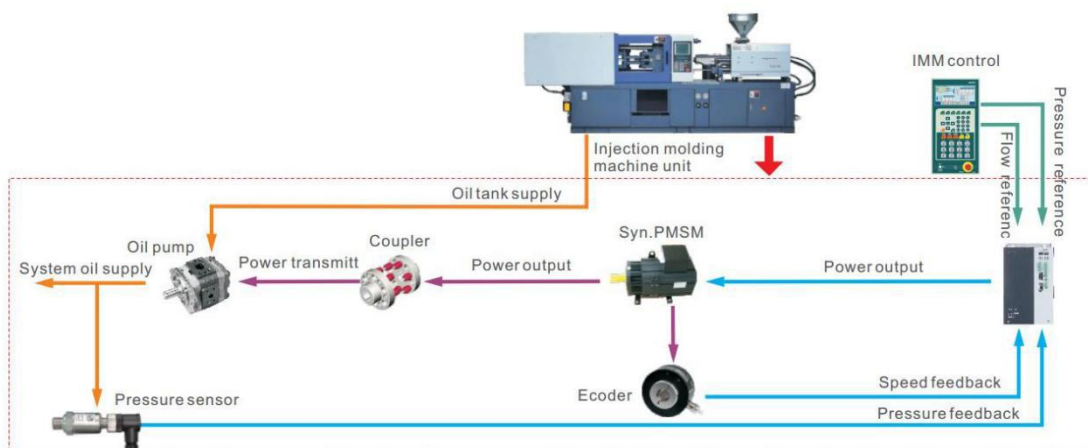 IMM control
Pressure reference
Flow referenc
Injection molding
machine unit
Oil tank supply
Oil pump
Coupler
Syn.PMSM
System oil supply
Power transmitt
Power output
Power output
Ecoder
Speed feedback
Pressure sensor
Pressure feedback